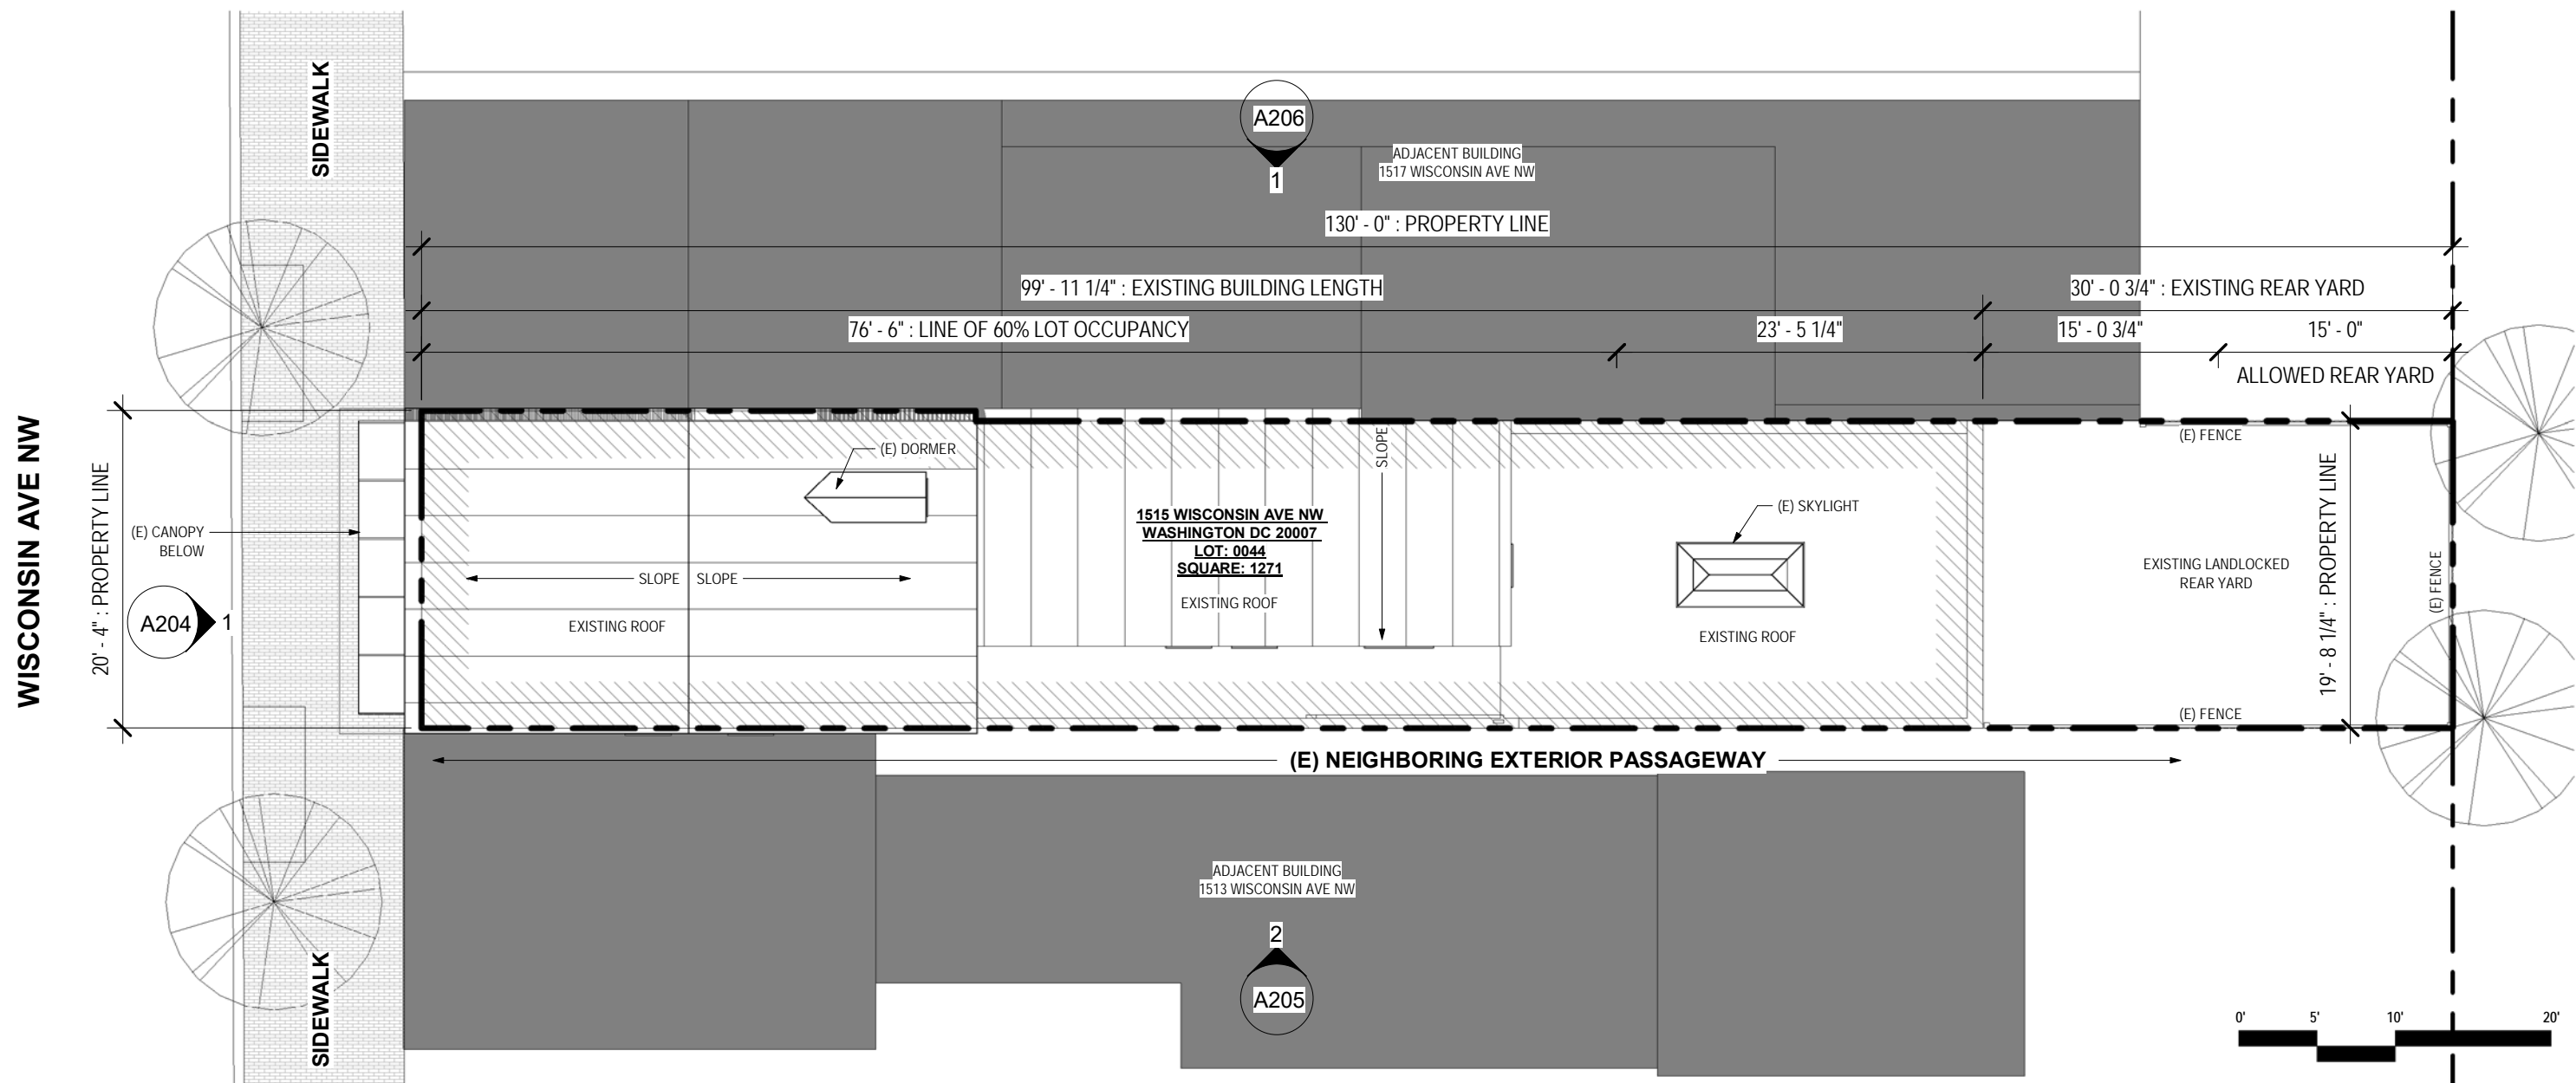 SIDEWALK
A206
1
ADJACENT BUILDING
1517 WISCONSIN AVE NW
130' - 0" : PROPERTY LINE
99' - 11 1/4" : EXISTING BUILDING LENGTH
30' - 0 3/4" : EXISTING REAR YARD
76' - 6" : LINE OF 60% LOT OCCUPANCY
23' - 5 1/4"
15' - 0 3/4"
15' - 0"
ALLOWED REAR YARD
WISCONSIN AVE NW
20' - 4" : PROPERTY LINE
(E) CANOPY
BELOW
A204
1
(E) DORMER
SLOPE
SLOPE
EXISTING ROOF
1515 WISCONSIN AVE NW
WASHINGTON DC 20007
LOT: 0044
SQUARE: 1271
EXISTING ROOF
SLOPE
(E) SKYLIGHT
EXISTING ROOF
(E) FENCE
EXISTING LANDLOCKED
REAR YARD
19' - 8 1/4" : PROPERTY LINE
(E) FENCE
(E) FENCE
(E) NEIGHBORING EXTERIOR PASSAGEWAY
ADJACENT BUILDING
1513 WISCONSIN AVE NW
2
A205
SIDEWALK
0' 5' 10' 20'